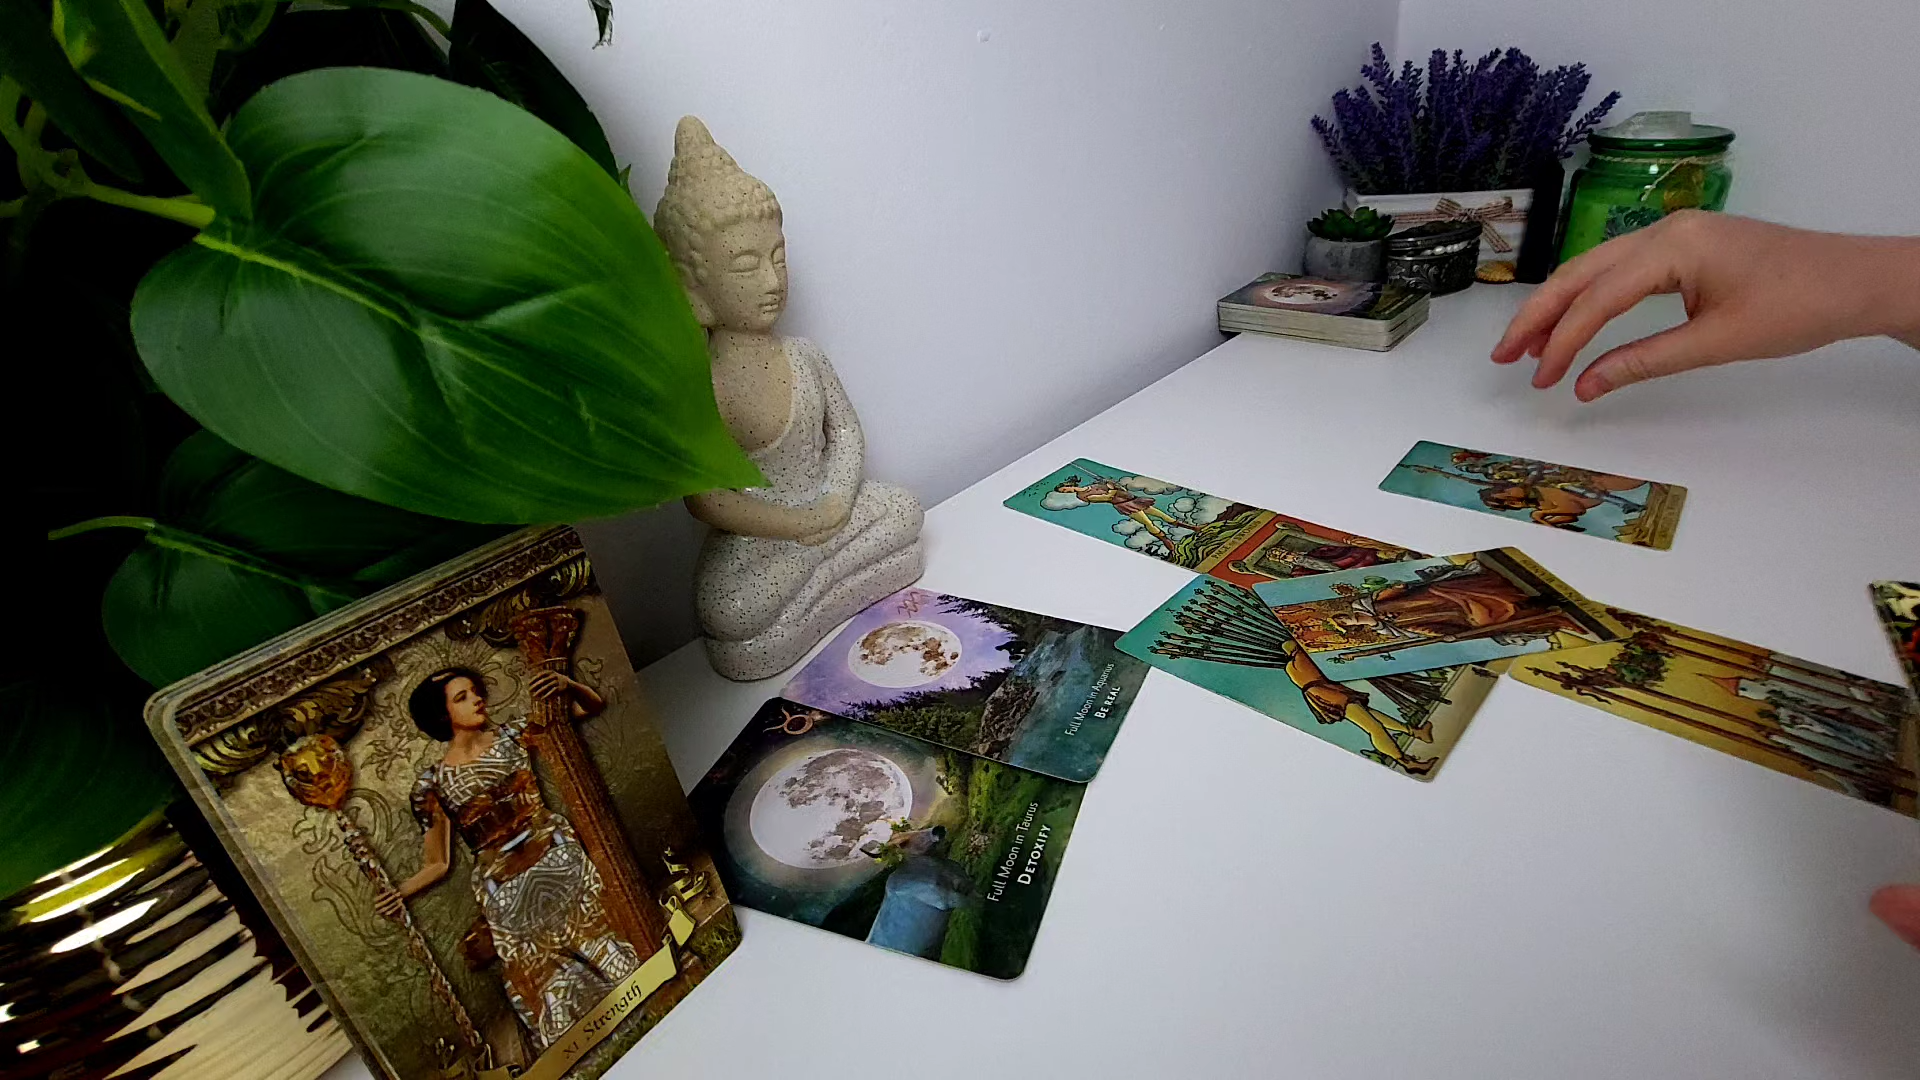 Full Moon in Aquarius
BE REAL
Full Moon in Taurus
DETOXIFY
XI Strength